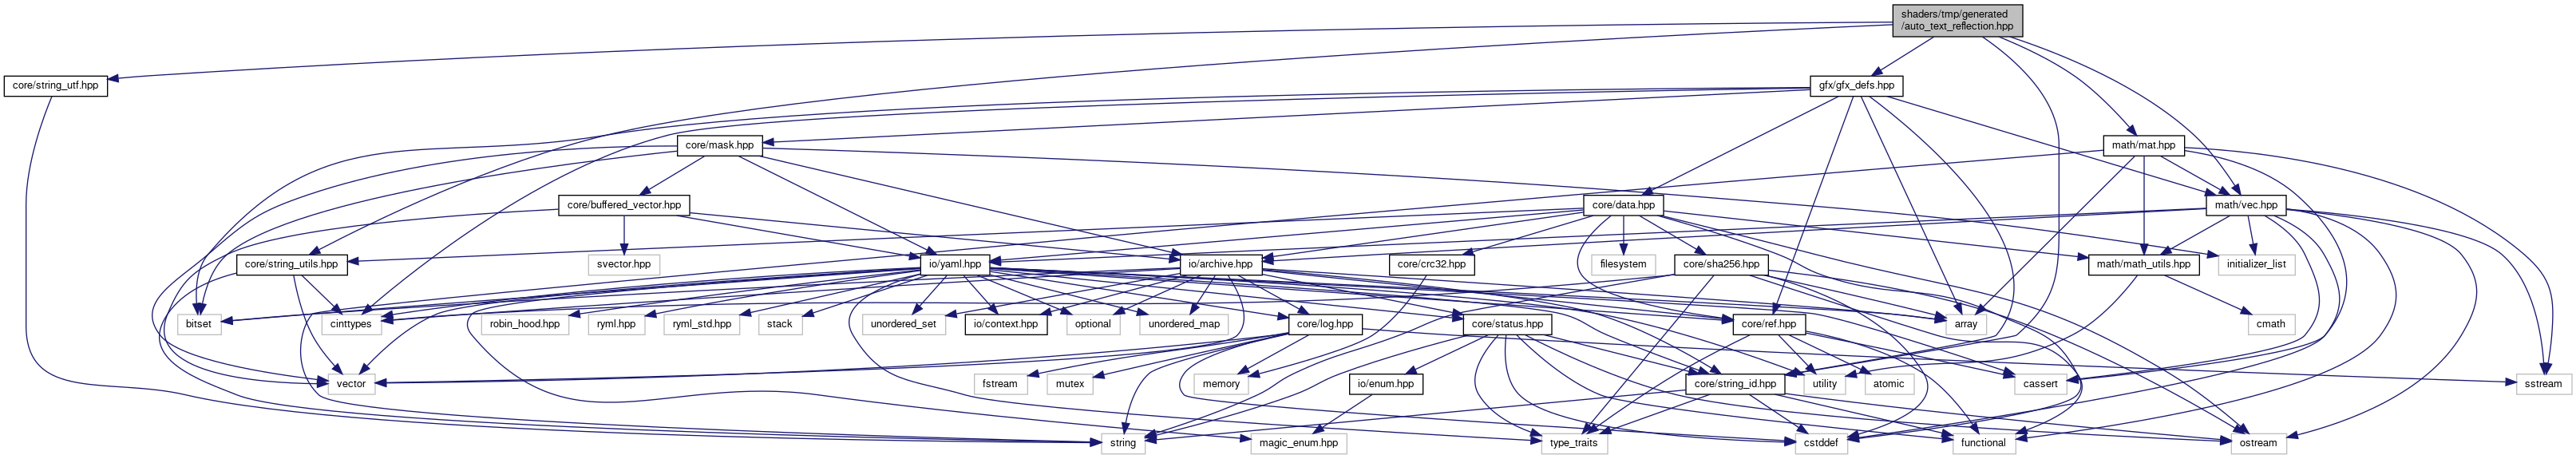 shaders/tmp/generated
/auto_text_reflection.hpp
core/string_utf.hpp
gfx/gfx_defs.hpp
core/mask.hpp
math/mat.hpp
core/buffered_vector.hpp
core/data.hpp
math/vec.hpp
core/string_utils.hpp
svector.hpp
io/yaml.hpp
io/archive.hpp
core/crc32.hpp
filesystem
core/sha256.hpp
math/math_utils.hpp
initializer_list
bitset
cinttypes
robin_hood.hpp
ryml.hpp
ryml_std.hpp
stack
unordered_set
io/context.hpp
optional
unordered_map
core/log.hpp
core/status.hpp
core/ref.hpp
array
cmath
vector
fstream
mutex
memory
io/enum.hpp
core/string_id.hpp
utility
atomic
cassert
sstream
string
magic_enum.hpp
type_traits
cstddef
functional
ostream